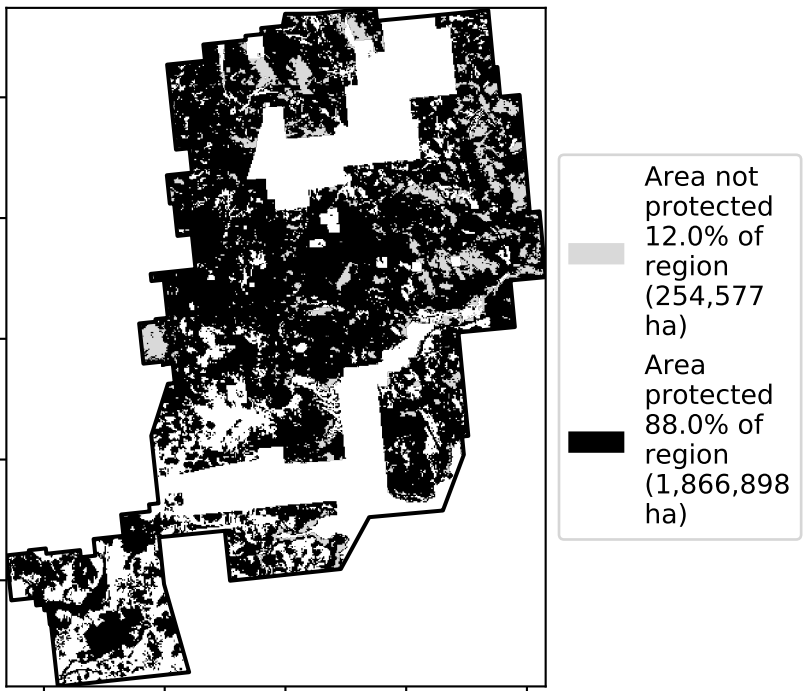 Area not
protected
12.0% of
region
(254,577
ha)
Area
protected
88.0% of
region
(1,866,898
ha)